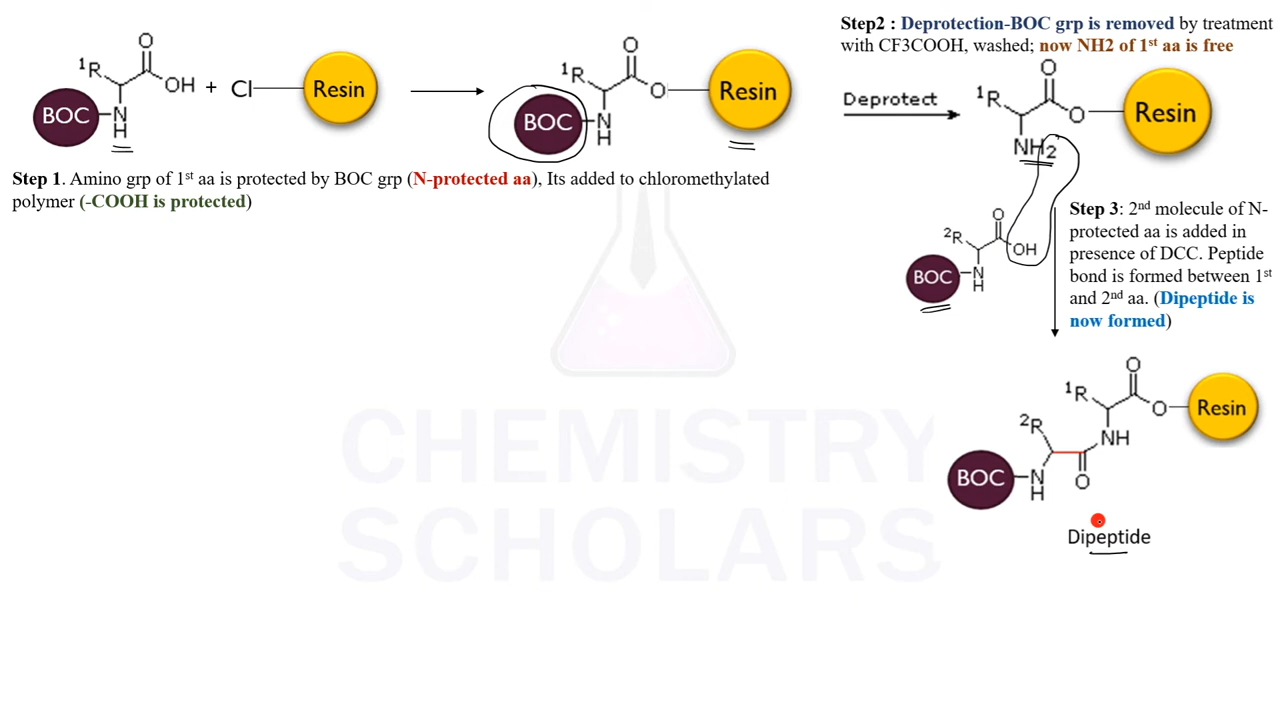 Step2 : Deprotection-BOC grp is removed by treatment
with CF3COOH, washed; now NH2 of 1st aa is free
1R
O
OH
BOC
N
H
+
Cl
Resin
1R
O
O
BOC
N
H
Resin
Deprotect
1R
O
O
NH2
Resin
Step 1. Amino grp of 1st aa is protected by BOC grp (N-protected aa), Its added to chloromethylated
polymer (-COOH is protected)
2R
O
OH
BOC
N
H
Step 3: 2nd molecule of N-
protected aa is added in
presence of DCC. Peptide
bond is formed between 1st
and 2nd aa. (Dipeptide is
now formed)
1R
O
O
Resin
2R
NH
BOC
N
H
O
Dipeptide
CHEMISTRY
SCHOLARS